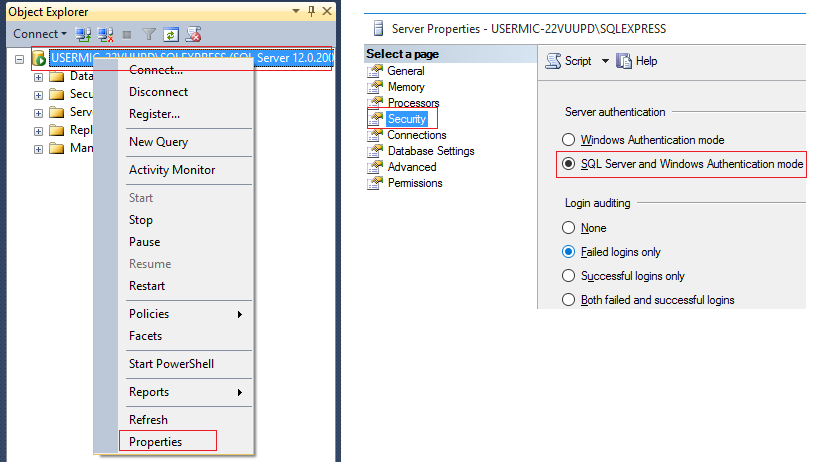 Object Explorer
Connect
USERMIC-22VUUPD\SQLEXPRESS (SQL Server 12.0.200
Data
Secu
Serve
Repl
Man
Connect...
Disconnect
Register...
New Query
Activity Monitor
Start
Stop
Pause
Resume
Restart
Policies
Facets
Start PowerShell
Reports
Refresh
Properties
Server Properties - USERMIC-22VUUPD\SQLEXPRESS
Select a page
General
Memory
Processors
Security
Connections
Database Settings
Advanced
Permissions
Script
Help
Server authentication
Windows Authentication mode
SQL Server and Windows Authentication mode
Login auditing
None
Failed logins only
Successful logins only
Both failed and successful logins